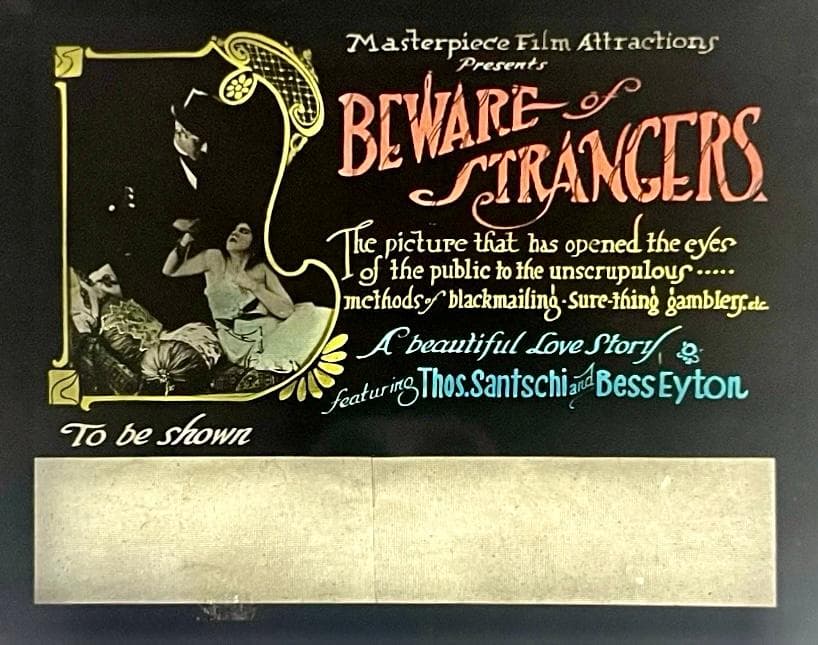 Masterpiece Film Attractions
Presents
BEWARE of
STRANGERS
The picture that has opened the eyes
of the public to the unscrupulous .....
methods of blackmailing - sure-thing gamblers, etc.
A beautiful Love Story
featuring Thos. Santschi and Bess Eyton
To be shown